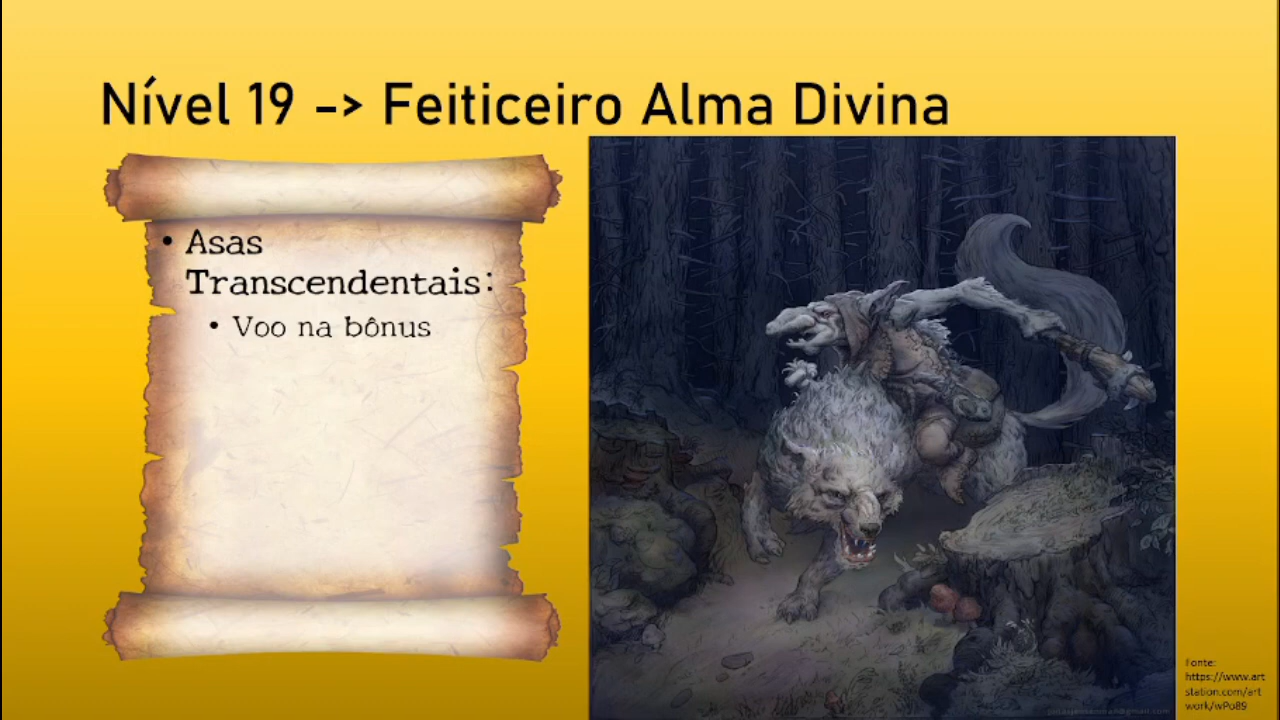 Nível 19 -> Feiticeiro Alma Divina
• Asas
Transcendentais:
• Voo na bônus
Fonte:
https://www.art
station.com/art
work/wPo89